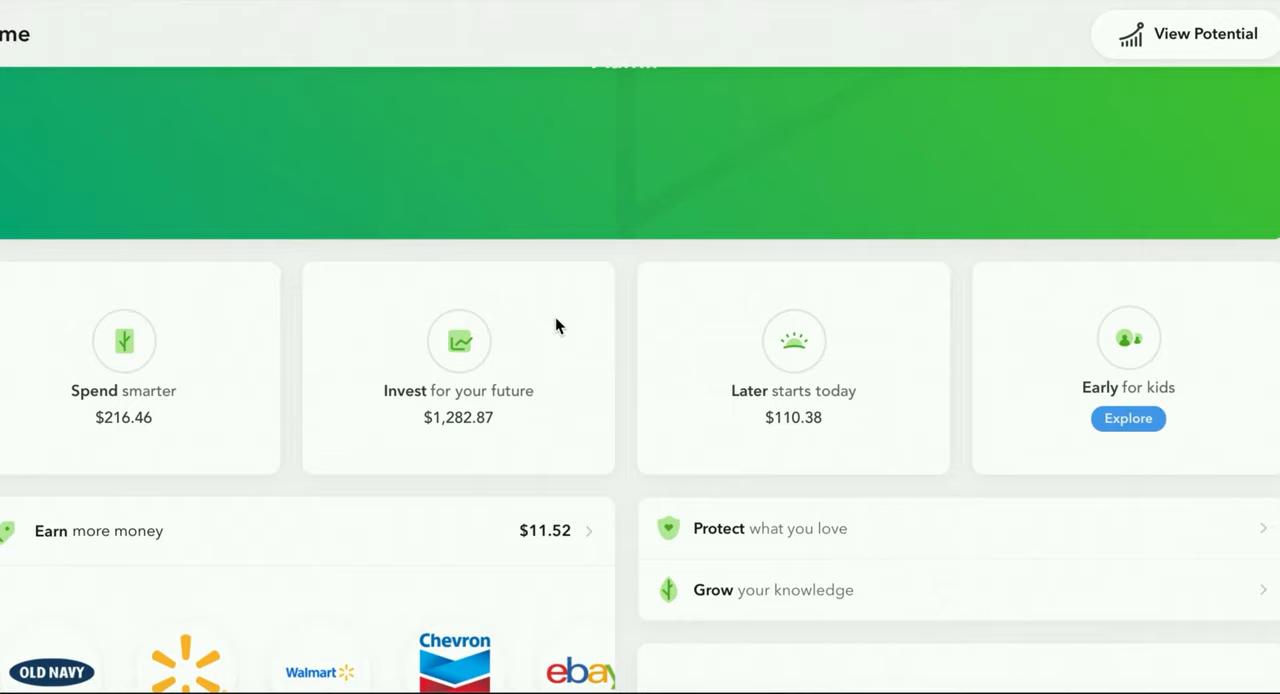 me
View Potential
Spend smarter
$216.46
Invest for your future
$1,282.87
Later starts today
$110.38
Early for kids
Explore
Earn more money
$11.52
Protect what you love
Grow your knowledge
OLD NAVY
Walmart
Chevron
ebay